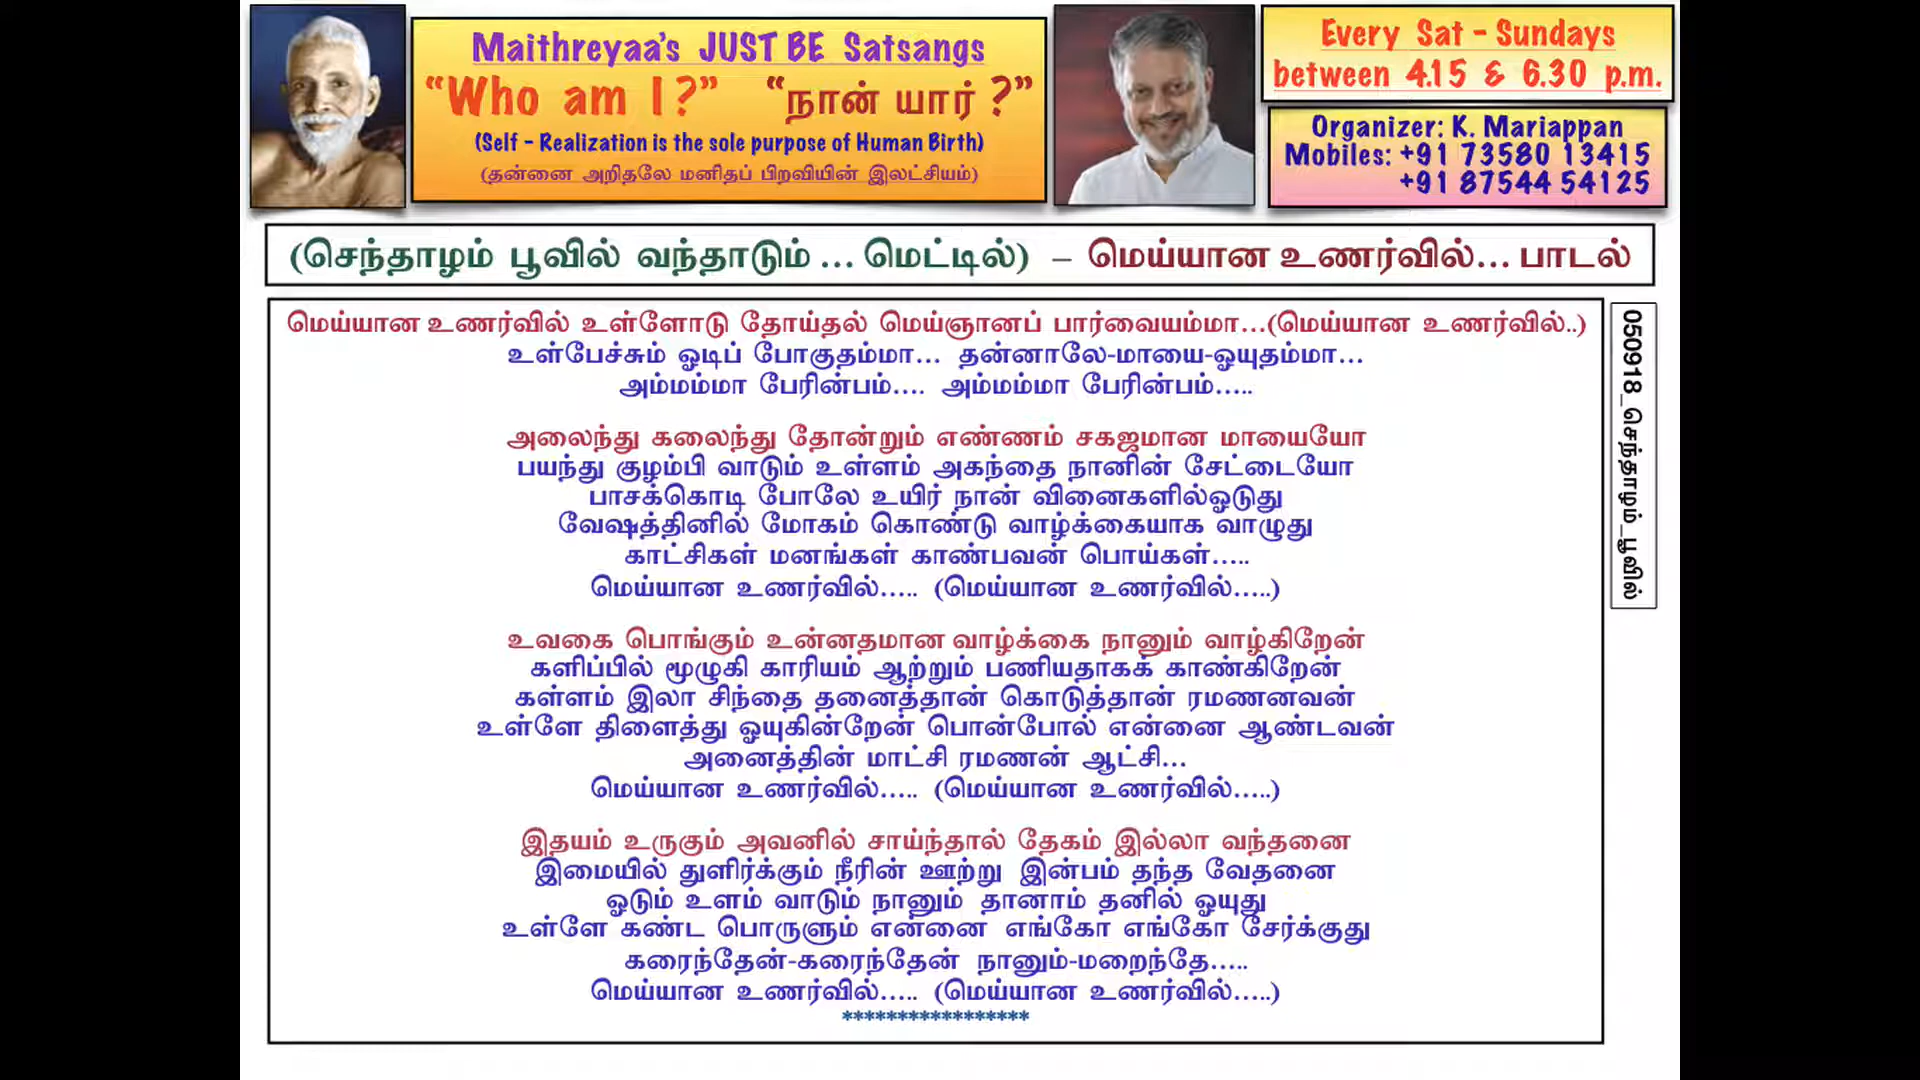 Maithreyaa's JUST BE Satsangs
“Who am I?” “நான் யார் ?”
(Self - Realization is the sole purpose of Human Birth)
(தன்னை அறிதலே மனிதப் பிறவியின் இலட்சியம்)
Every Sat - Sundays
between 4.15 & 6.30 p.m.
Organizer: K. Mariappan
Mobiles: +91 73580 13415
+91 87544 54125
(செந்தாழம் பூவில் வந்தாடும் ... மெட்டில்) – மெய்யான உணர்வில்... பாடல்
மெய்யான உணர்வில் உள்ளோடு தோய்தல் மெய்ஞானப் பார்வையம்மா...(மெய்யான உணர்வில்..)
உள்பேச்சும் ஓடிப் போகுதம்மா... தன்னாலே-மாயை-ஓயுதம்மா...
அம்மம்மா பேரின்பம்.... அம்மம்மா பேரின்பம்.....
அலைந்து கலைந்து தோன்றும் எண்ணம் சகஜமான மாயையோ
பயந்து குழம்பி வாடும் உள்ளம் அகந்தை நானின் சேட்டையோ
பாசக்கொடி போலே உயிர் நான் வினைகளில்ஓடுது
வேஷத்தினில் மோகம் கொண்டு வாழ்க்கையாக வாழுது
காட்சிகள் மனங்கள் காண்பவன் பொய்கள்.....
மெய்யான உணர்வில்..... (மெய்யான உணர்வில்.....)
உவகை பொங்கும் உன்னதமான வாழ்க்கை நானும் வாழ்கிறேன்
களிப்பில் மூழுகி காரியம் ஆற்றும் பணியதாகக் காண்கிறேன்
கள்ளம் இலா சிந்தை தனைத்தான் கொடுத்தான் ரமணனவன்
உள்ளே திளைத்து ஓயுகின்றேன் பொன்போல் என்னை ஆண்டவன்
அனைத்தின் மாட்சி ரமணன் ஆட்சி...
மெய்யான உணர்வில்..... (மெய்யான உணர்வில்.....)
இதயம் உருகும் அவனில் சாய்ந்தால் தேகம் இல்லா வந்தனை
இமையில் துளிர்க்கும் நீரின் ஊற்று இன்பம் தந்த வேதனை
ஓடும் உளம் வாடும் நானும் தானாம் தனில் ஓயுது
உள்ளே கண்ட பொருளும் என்னை எங்கோ எங்கோ சேர்க்குது
கரைந்தேன்-கரைந்தேன் நானும்-மறைந்தே.....
மெய்யான உணர்வில்..... (மெய்யான உணர்வில்.....)
*****************
050918_செந்தாழம்_பூவில்